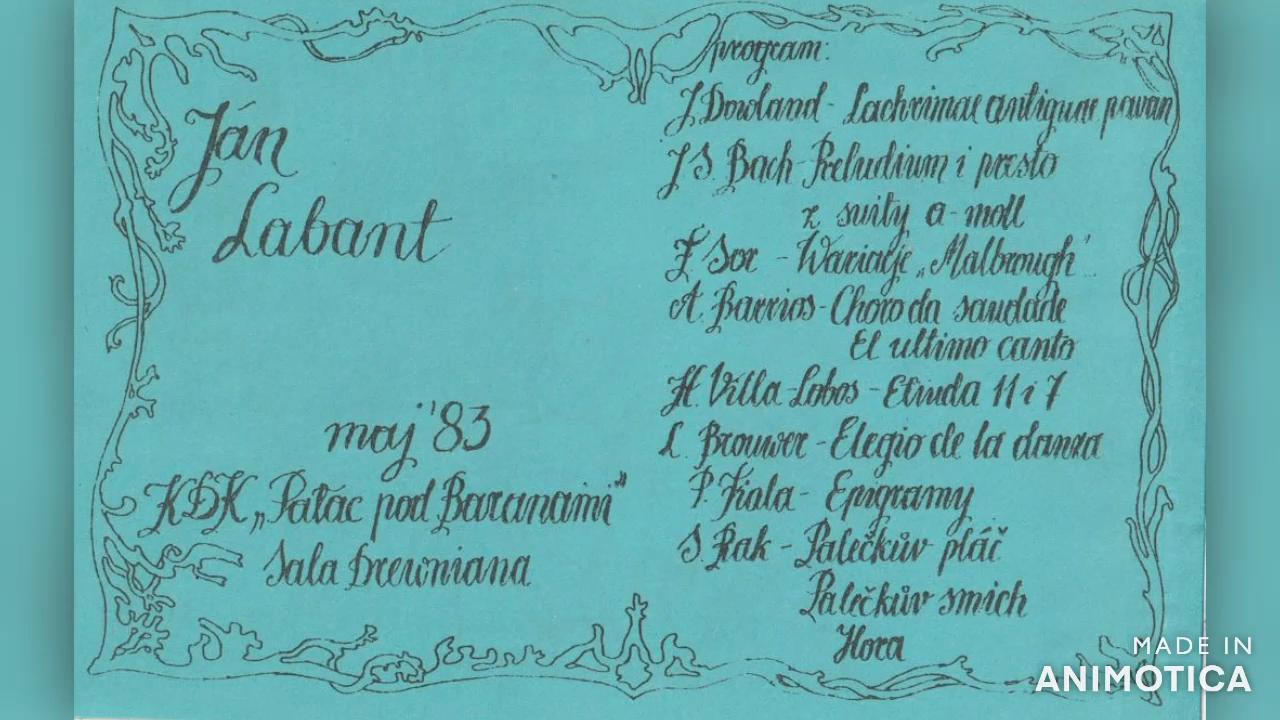 Ján
Labant
maj '83
KDK „Pałac pod Baranami”
Sala Drewniana
program:
J. Dowland - Lachrimae antiquae pavan
J. S. Bach - Preludium i presto
z suity a-moll
F. Sor - Wariacje „Malbrough”
A. Barrios - Choro da saudade
El ultimo canto
H. Villa-Lobos - Etiuda 11 i 7
L. Brouwer - Elegio de la danza
P. Fiala - Epigramy
S. Rak - Palečkův pláč
Palečkův smich
Hora
MADE IN
ANIMOTICA